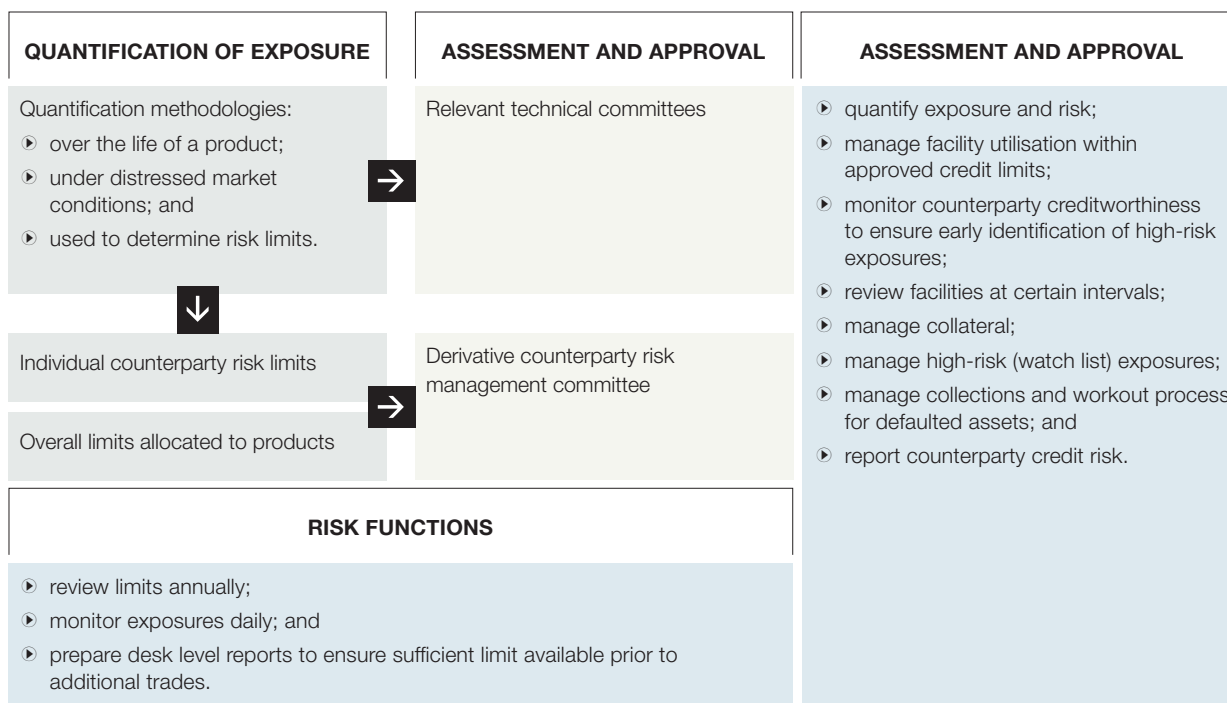 QUANTIFICATION OF EXPOSURE
Quantification methodologies:
over the life of a product;
under distressed market
conditions; and
used to determine risk limits.
Individual counterparty risk limits
Overall limits allocated to products
ASSESSMENT AND APPROVAL
Relevant technical committees
Derivative counterparty risk
management committee
RISK FUNCTIONS
review limits annually;
monitor exposures daily; and
prepare desk level reports to ensure sufficient limit available prior to
additional trades.
ASSESSMENT AND APPROVAL
quantify exposure and risk;
manage facility utilisation within
approved credit limits;
monitor counterparty creditworthiness
to ensure early identification of high-risk
exposures;
review facilities at certain intervals;
manage collateral;
manage high-risk (watch list) exposures;
manage collections and workout process
for defaulted assets; and
report counterparty credit risk.